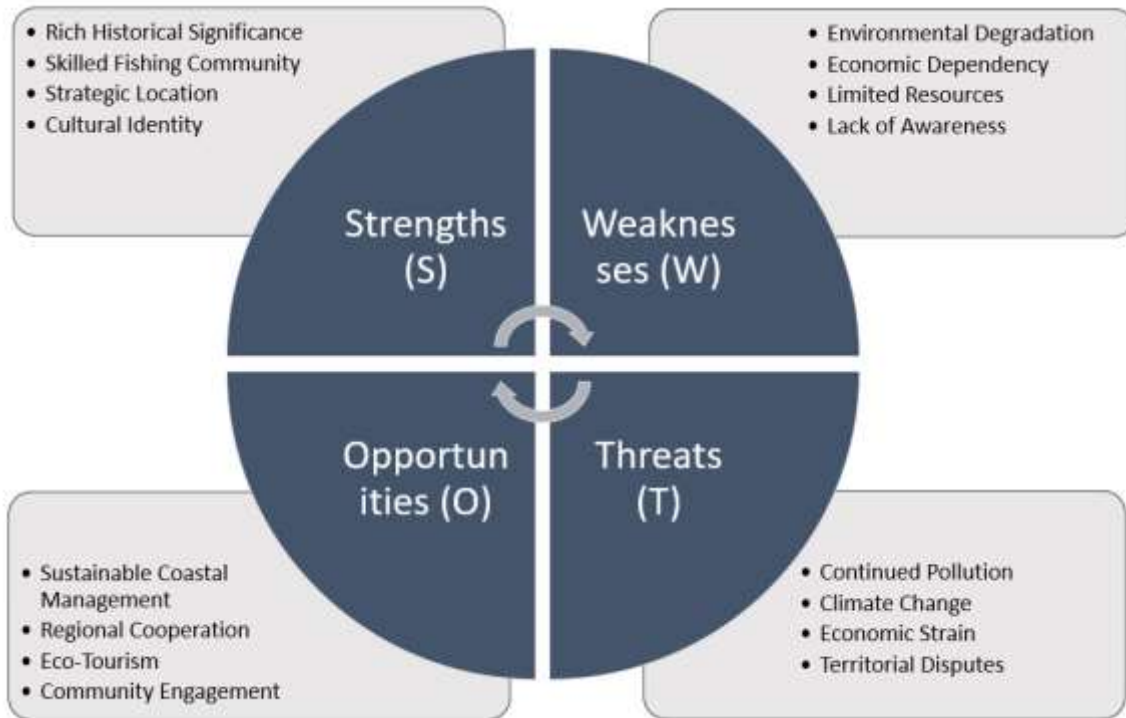 • Rich Historical Significance
• Skilled Fishing Community
• Strategic Location
• Cultural Identity
• Environmental Degradation
• Economic Dependency
• Limited Resources
• Lack of Awareness
Strengths
(S)
Weaknes
ses (W)
Opportun
ities (O)
Threats
(T)
• Sustainable Coastal
Management
• Regional Cooperation
• Eco-Tourism
• Community Engagement
• Continued Pollution
• Climate Change
• Economic Strain
• Territorial Disputes